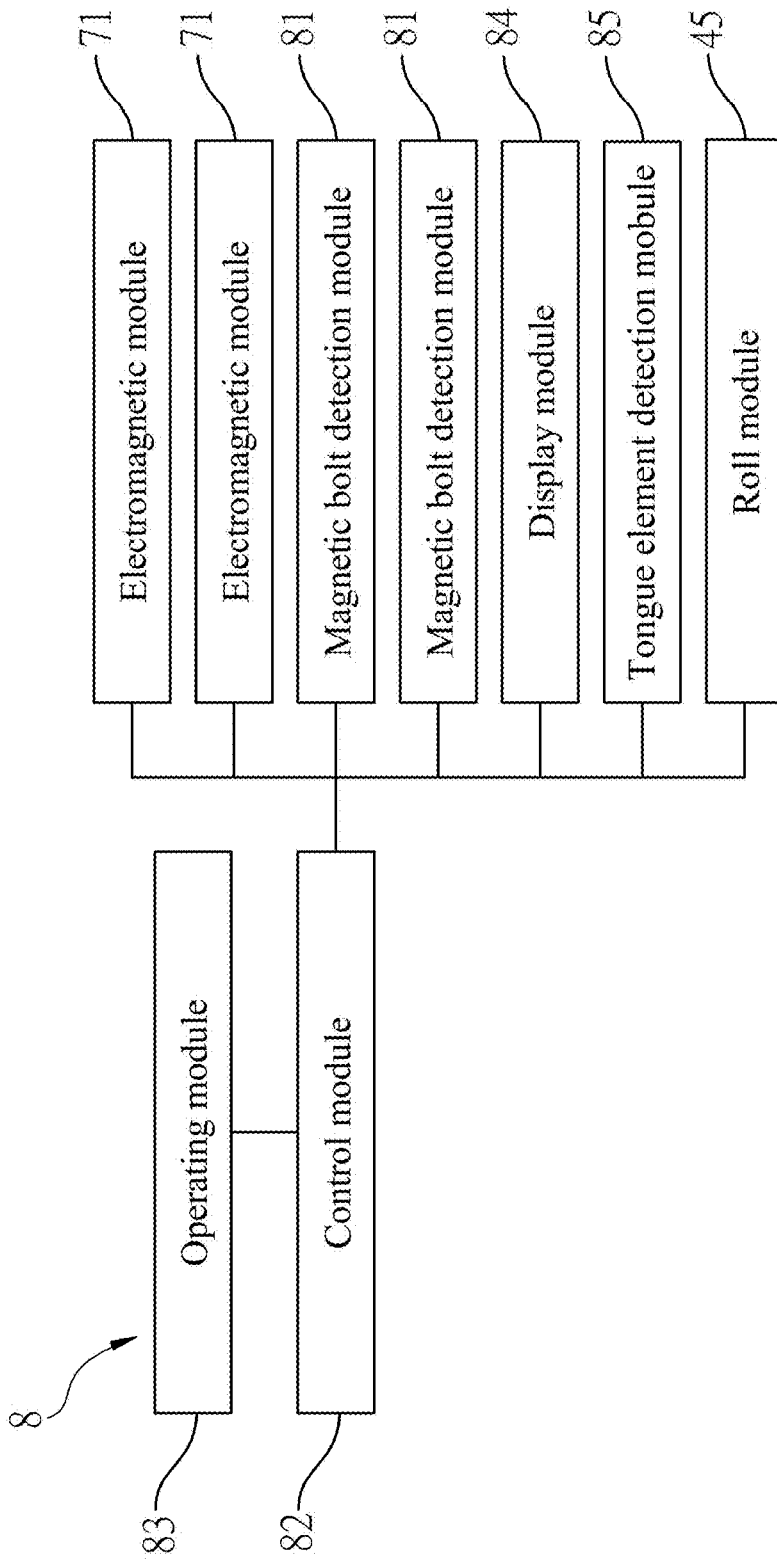 8
83
Operating module
82
Control module
Electromagnetic module
71
Electromagnetic module
71
Magnetic bolt detection module
81
Magnetic bolt detection module
81
Display module
84
Tongue element detection mobule
85
Roll module
45